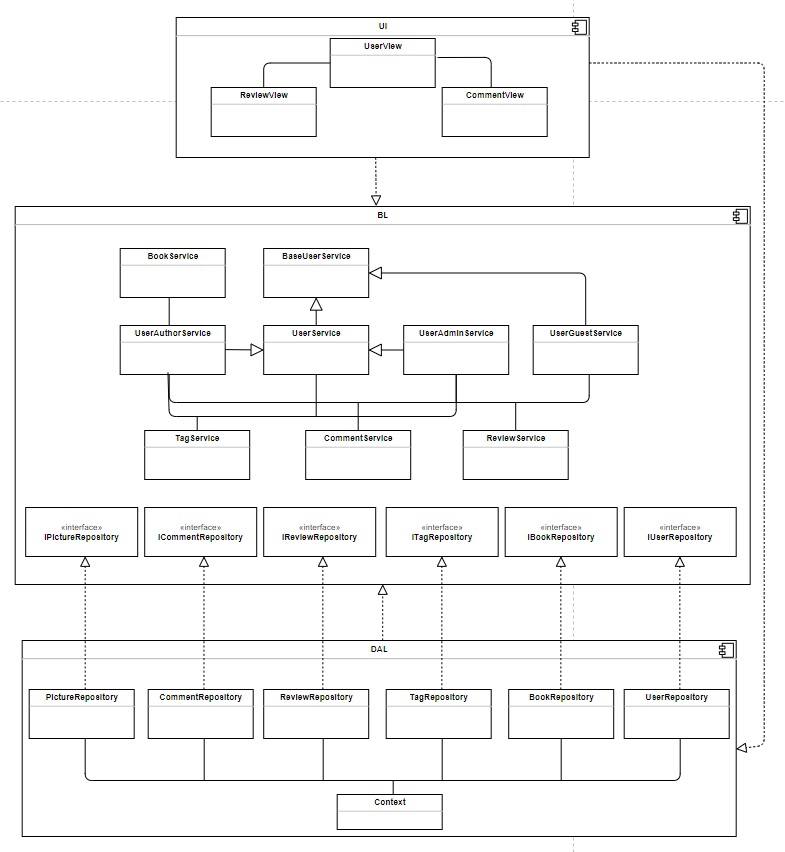 UI
UserView
ReviewView
CommentView
BL
BookService
BaseUserService
UserAuthorService
UserService
UserAdminService
UserGuestService
TagService
CommentService
ReviewService
«interface»
IPictureRepository
«interface»
ICommentRepository
«interface»
IReviewRepository
«interface»
ITagRepository
«interface»
IBookRepository
«interface»
IUserRepository
DAL
PictureRepository
CommentRepository
ReviewRepository
TagRepository
BookRepository
UserRepository
Context